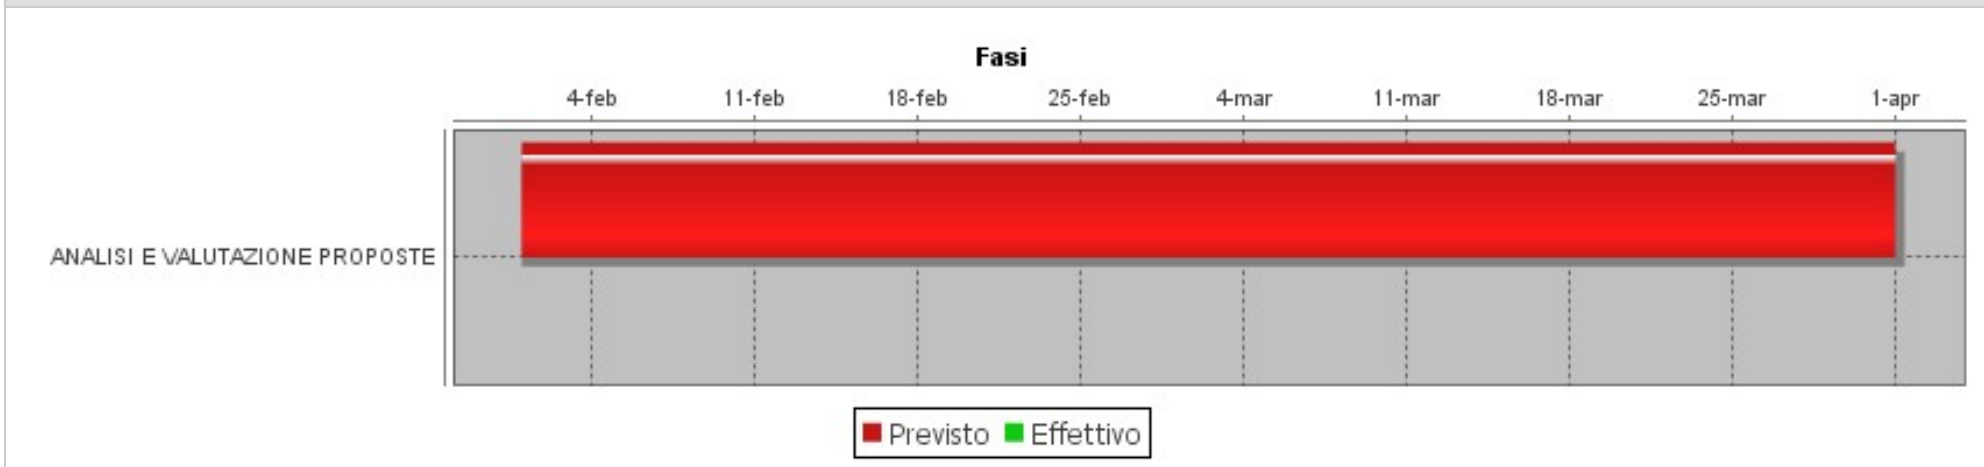 Fasi
4-feb 11-feb 18-feb 25-feb 4-mar 11-mar 18-mar 25-mar 1-apr
ANALISI E VALUTAZIONE PROPOSTE
Previsto Effettivo